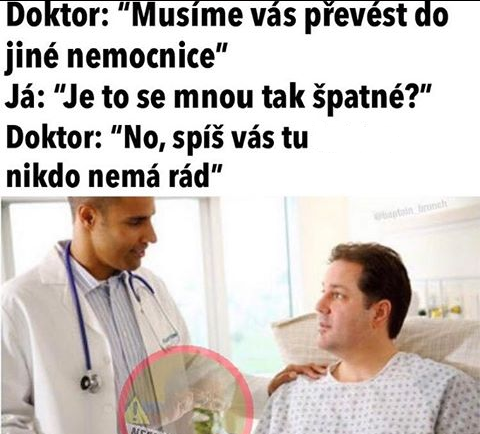 Doktor: "Musíme vás převést do
jiné nemocnice"
Já: "Je to se mnou tak špatné?"
Doktor: "No, spíš vás tu
nikdo nemá rád"